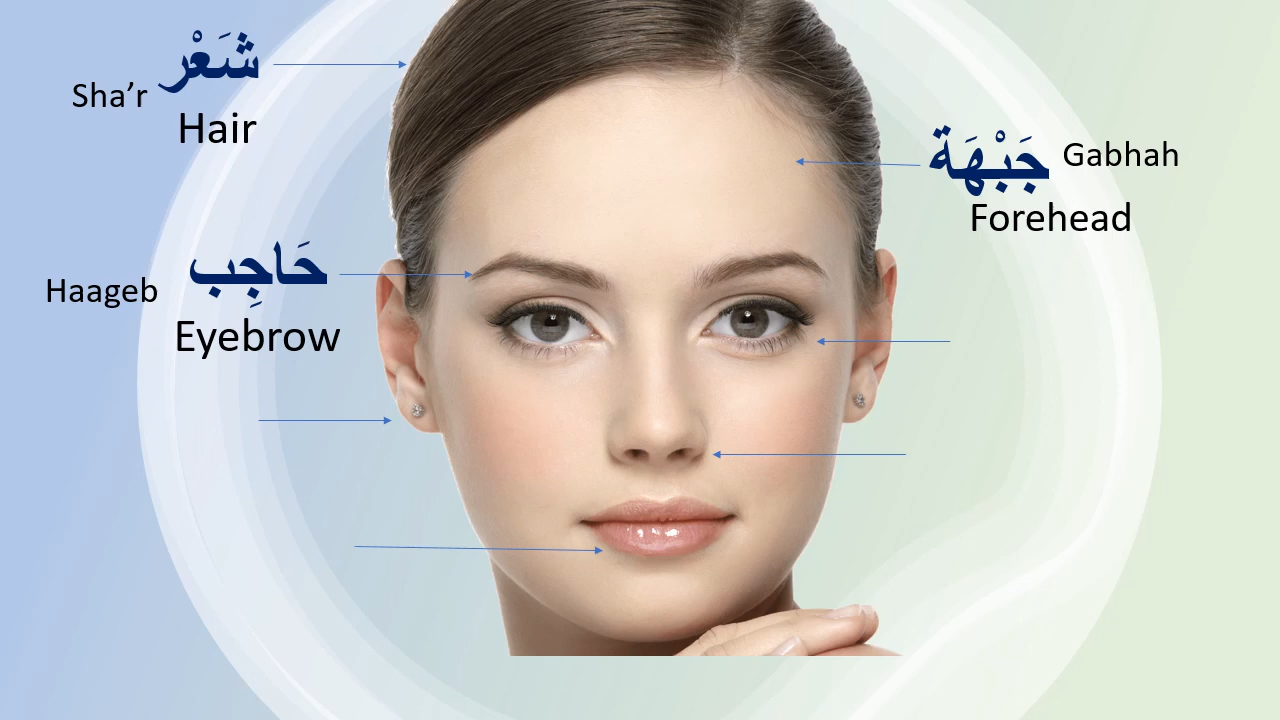 شَعْر
Sha’r
Hair
جَبْهَة
Gabhah
Forehead
حَاجِب
Haageb
Eyebrow